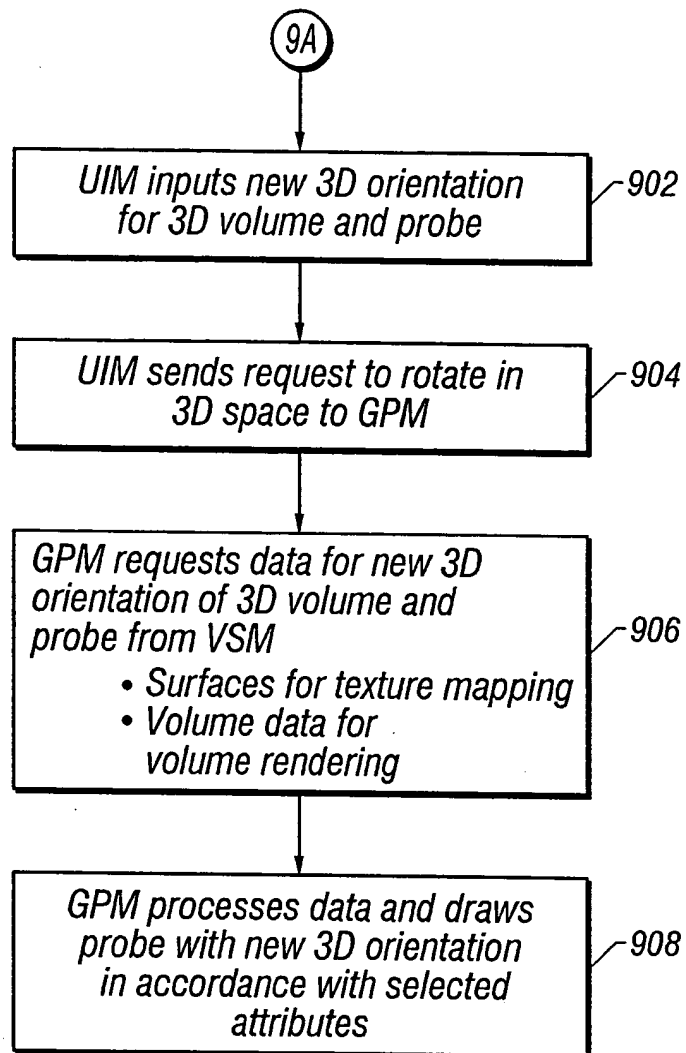 9A
UIM inputs new 3D orientation
for 3D volume and probe
902
UIM sends request to rotate in
3D space to GPM
904
GPM requests data for new 3D
orientation of 3D volume and
probe from VSM
• Surfaces for texture mapping
• Volume data for
volume rendering
906
GPM processes data and draws
probe with new 3D orientation
in accordance with selected
attributes
908